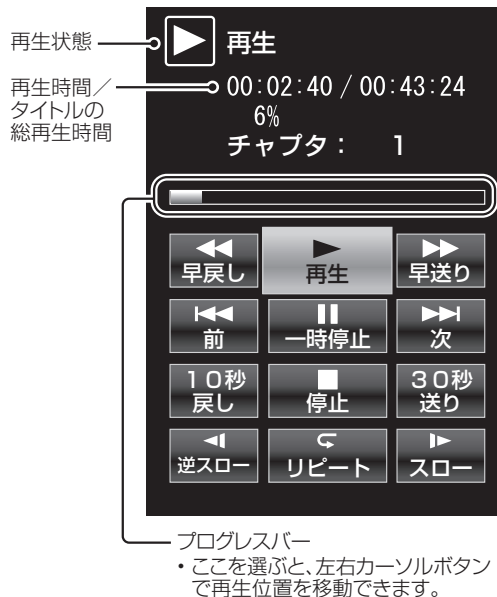 再生状態
再生
再生時間／
タイトルの
総再生時間
00:02:40 / 00:43:24
6%
チャプタ： 1
早戻し
再生
早送り
前
一時停止
次
10秒
戻し
停止
30秒
送り
逆スロー
リピート
スロー
プログレスバー
・ここを選ぶと、左右カーソルボタン
で再生位置を移動できます。